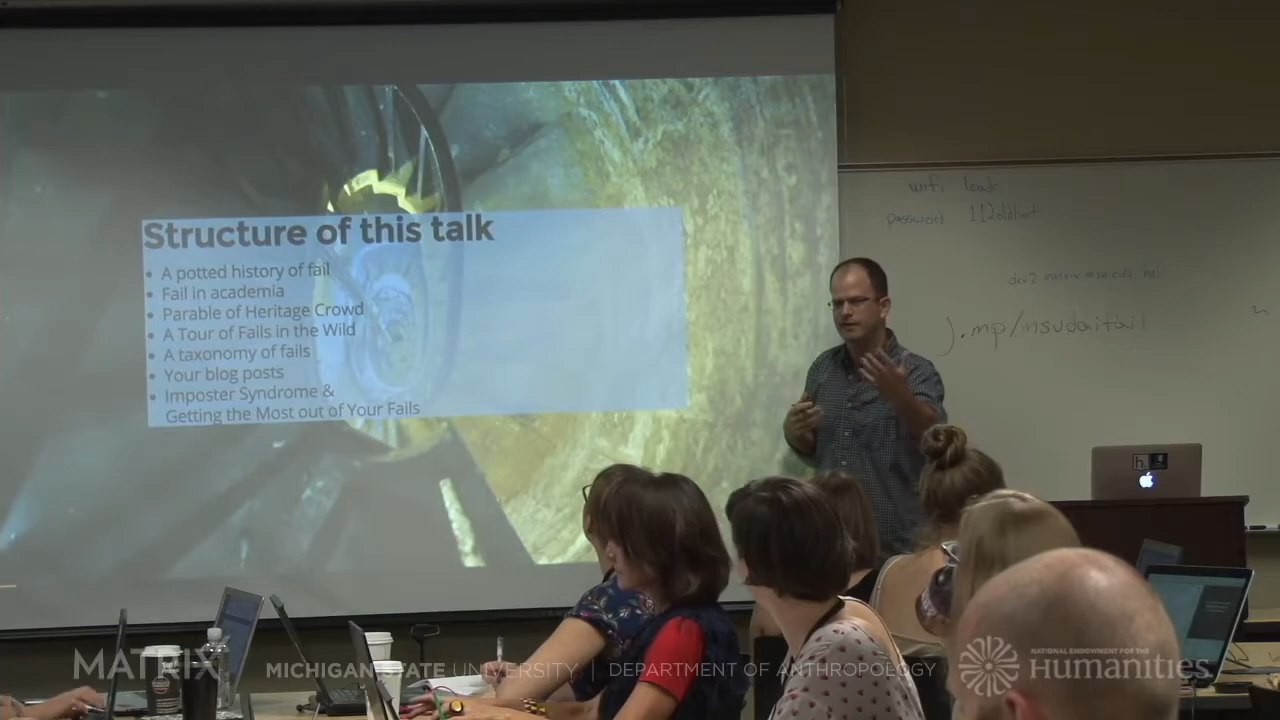 Structure of this talk
• A potted history of fail
• Fail in academia
• Parable of Heritage Crowd
• A Tour of Fails in the Wild
• A taxonomy of fails
• Your blog posts
• Imposter Syndrome &
Getting the Most out of Your Fails
wifi
password
j.mp/msudaifail
h.
MATRIX
MICHIGAN STATE UNIVERSITY | DEPARTMENT OF ANTHROPOLOGY
NATIONAL ENDOWMENT FOR THE
HUMANITIES